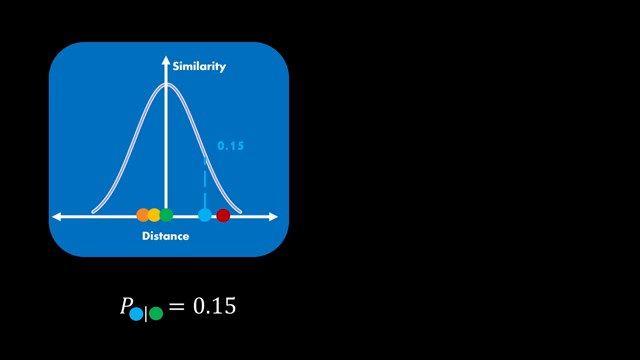 Similarity
0.15
Distance
P | = 0.15